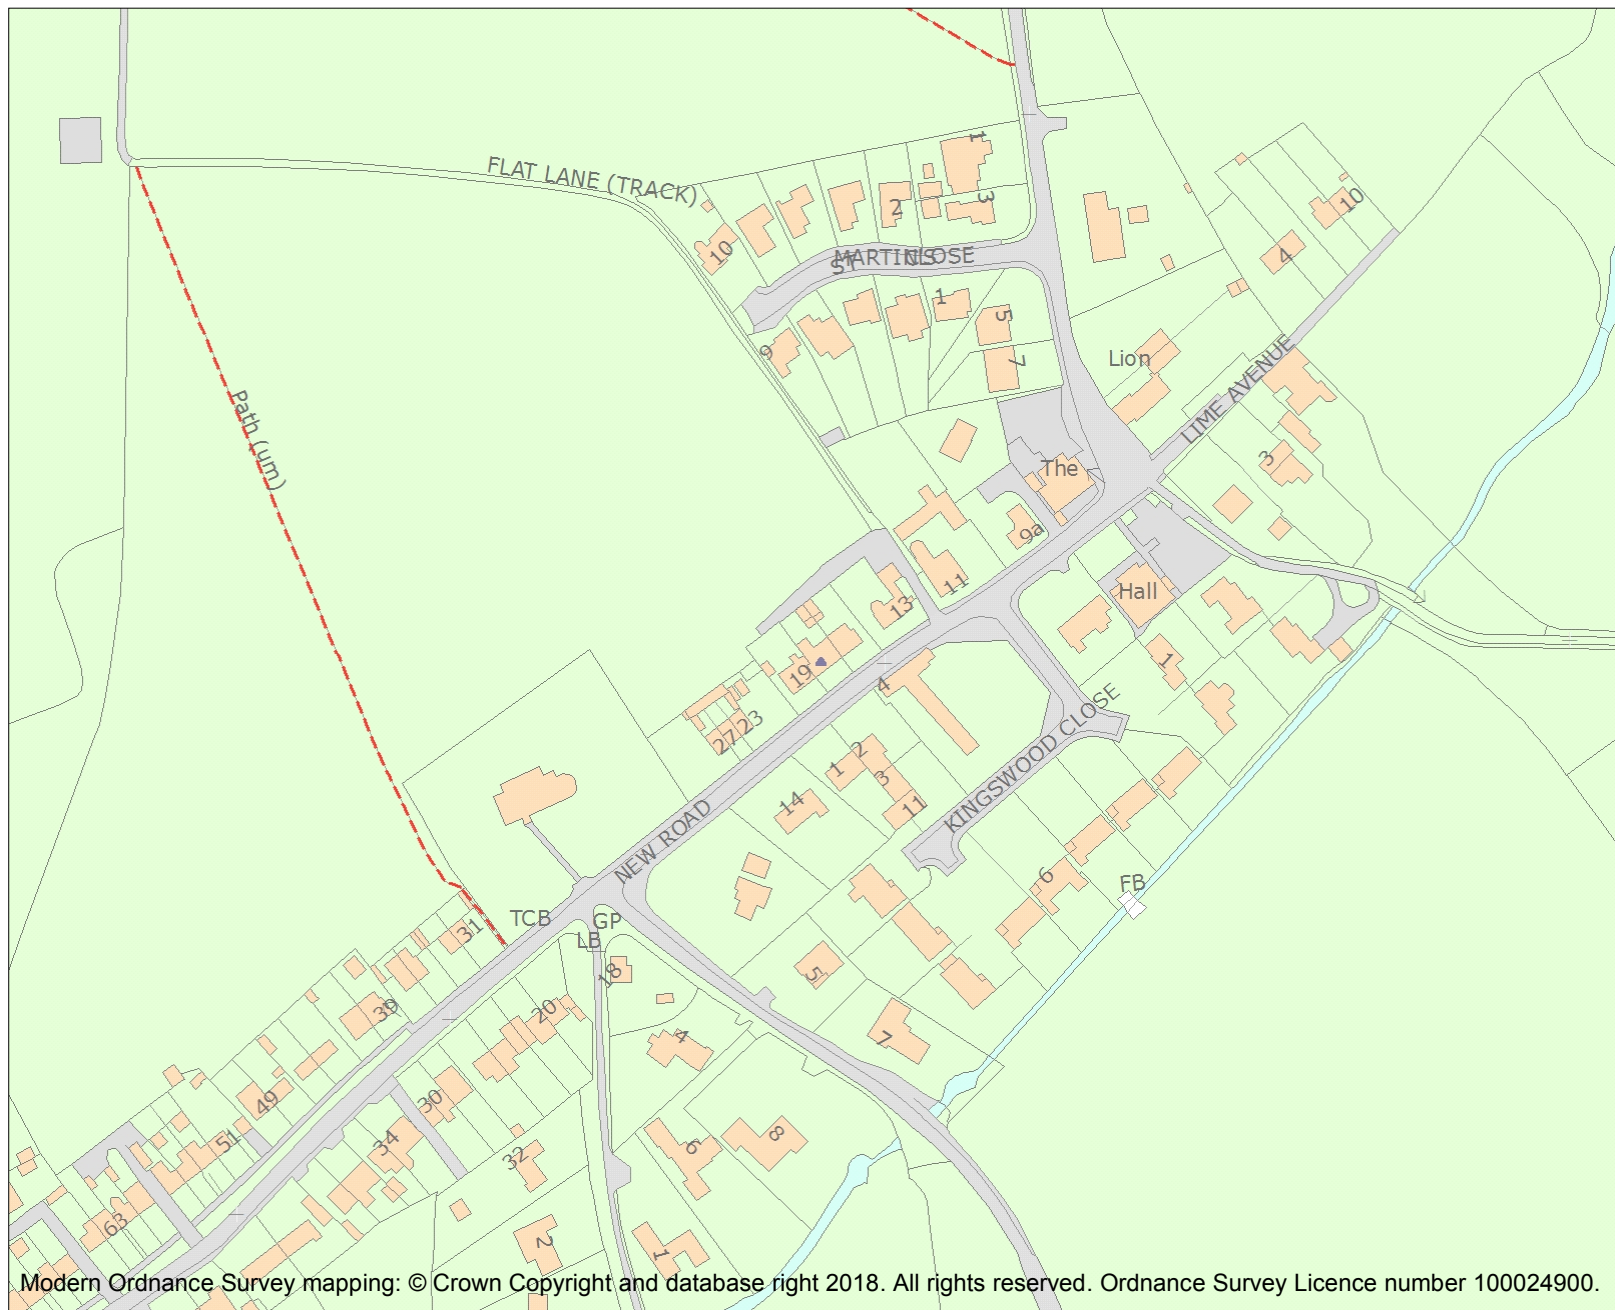 FLAT LANE (TRACK)
1
3
2
10
10
4
ST MARTINS CLOSE
1
5
7
9
Lion
LIME AVENUE
3
Path (um)
The
9a
11
13
Hall
19
4
1
23
27
KINGSWOOD CLOSE
1
2
3
11
14
NEW ROAD
6
FB
TCB
GP
LB
31
18
5
20
39
7
4
49
30
51
34
32
6
8
63
2
1
Modern Ordnance Survey mapping: © Crown Copyright and database right 2018. All rights reserved. Ordnance Survey Licence number 100024900.